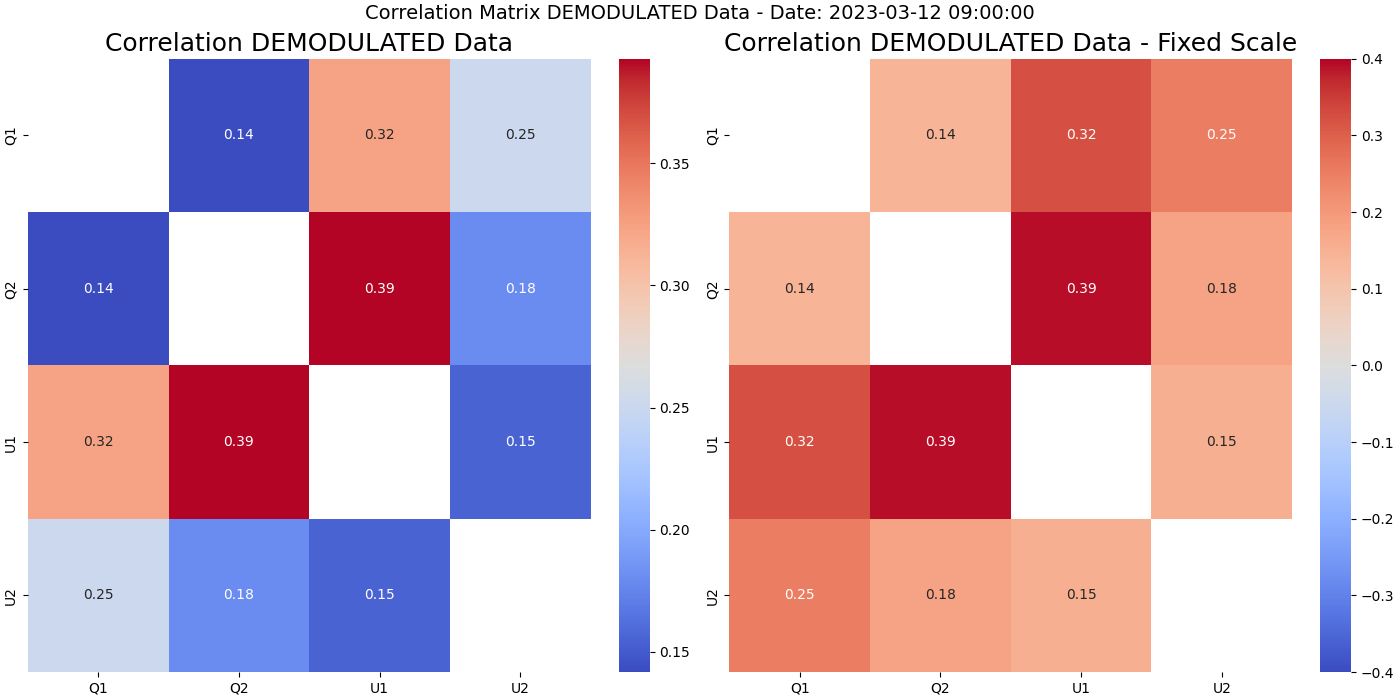 Correlation Matrix DEMODULATED Data - Date: 2023-03-12 09:00:00
Correlation DEMODULATED Data
Q1 0.14 0.32 0.25
Q2 0.14 0.39 0.18
U1 0.32 0.39 0.15
U2 0.25 0.18 0.15
Q1 Q2 U1 U2
0.35
0.30
0.25
0.20
0.15
Correlation DEMODULATED Data - Fixed Scale
Q1 0.14 0.32 0.25
Q2 0.14 0.39 0.18
U1 0.32 0.39 0.15
U2 0.25 0.18 0.15
Q1 Q2 U1 U2
0.4
0.3
0.2
0.1
0.0
−0.1
−0.2
−0.3
−0.4